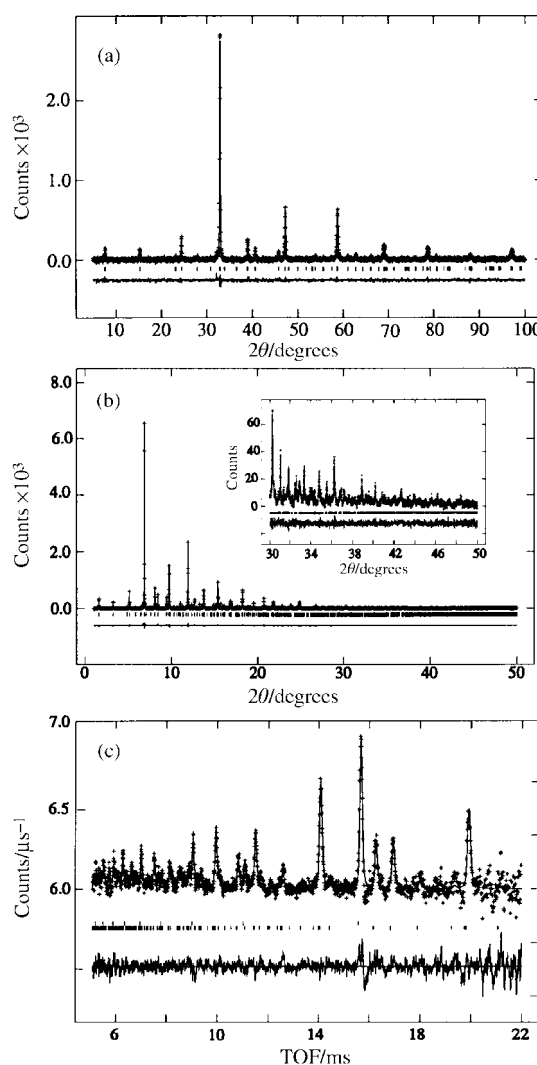 (a)
Counts ×10³
2.0
1.0
0.0
10 20 30 40 50 60 70 80 90 100
2θ/degrees
(b)
Counts ×10³
8.0
6.0
4.0
2.0
0.0
0 10 20 30 40 50
2θ/degrees
Counts
60
40
20
0
30 34 38 42 46 50
2θ/degrees
(c)
Counts/μs⁻¹
7.0
6.5
6.0
6 10 14 18 22
TOF/ms